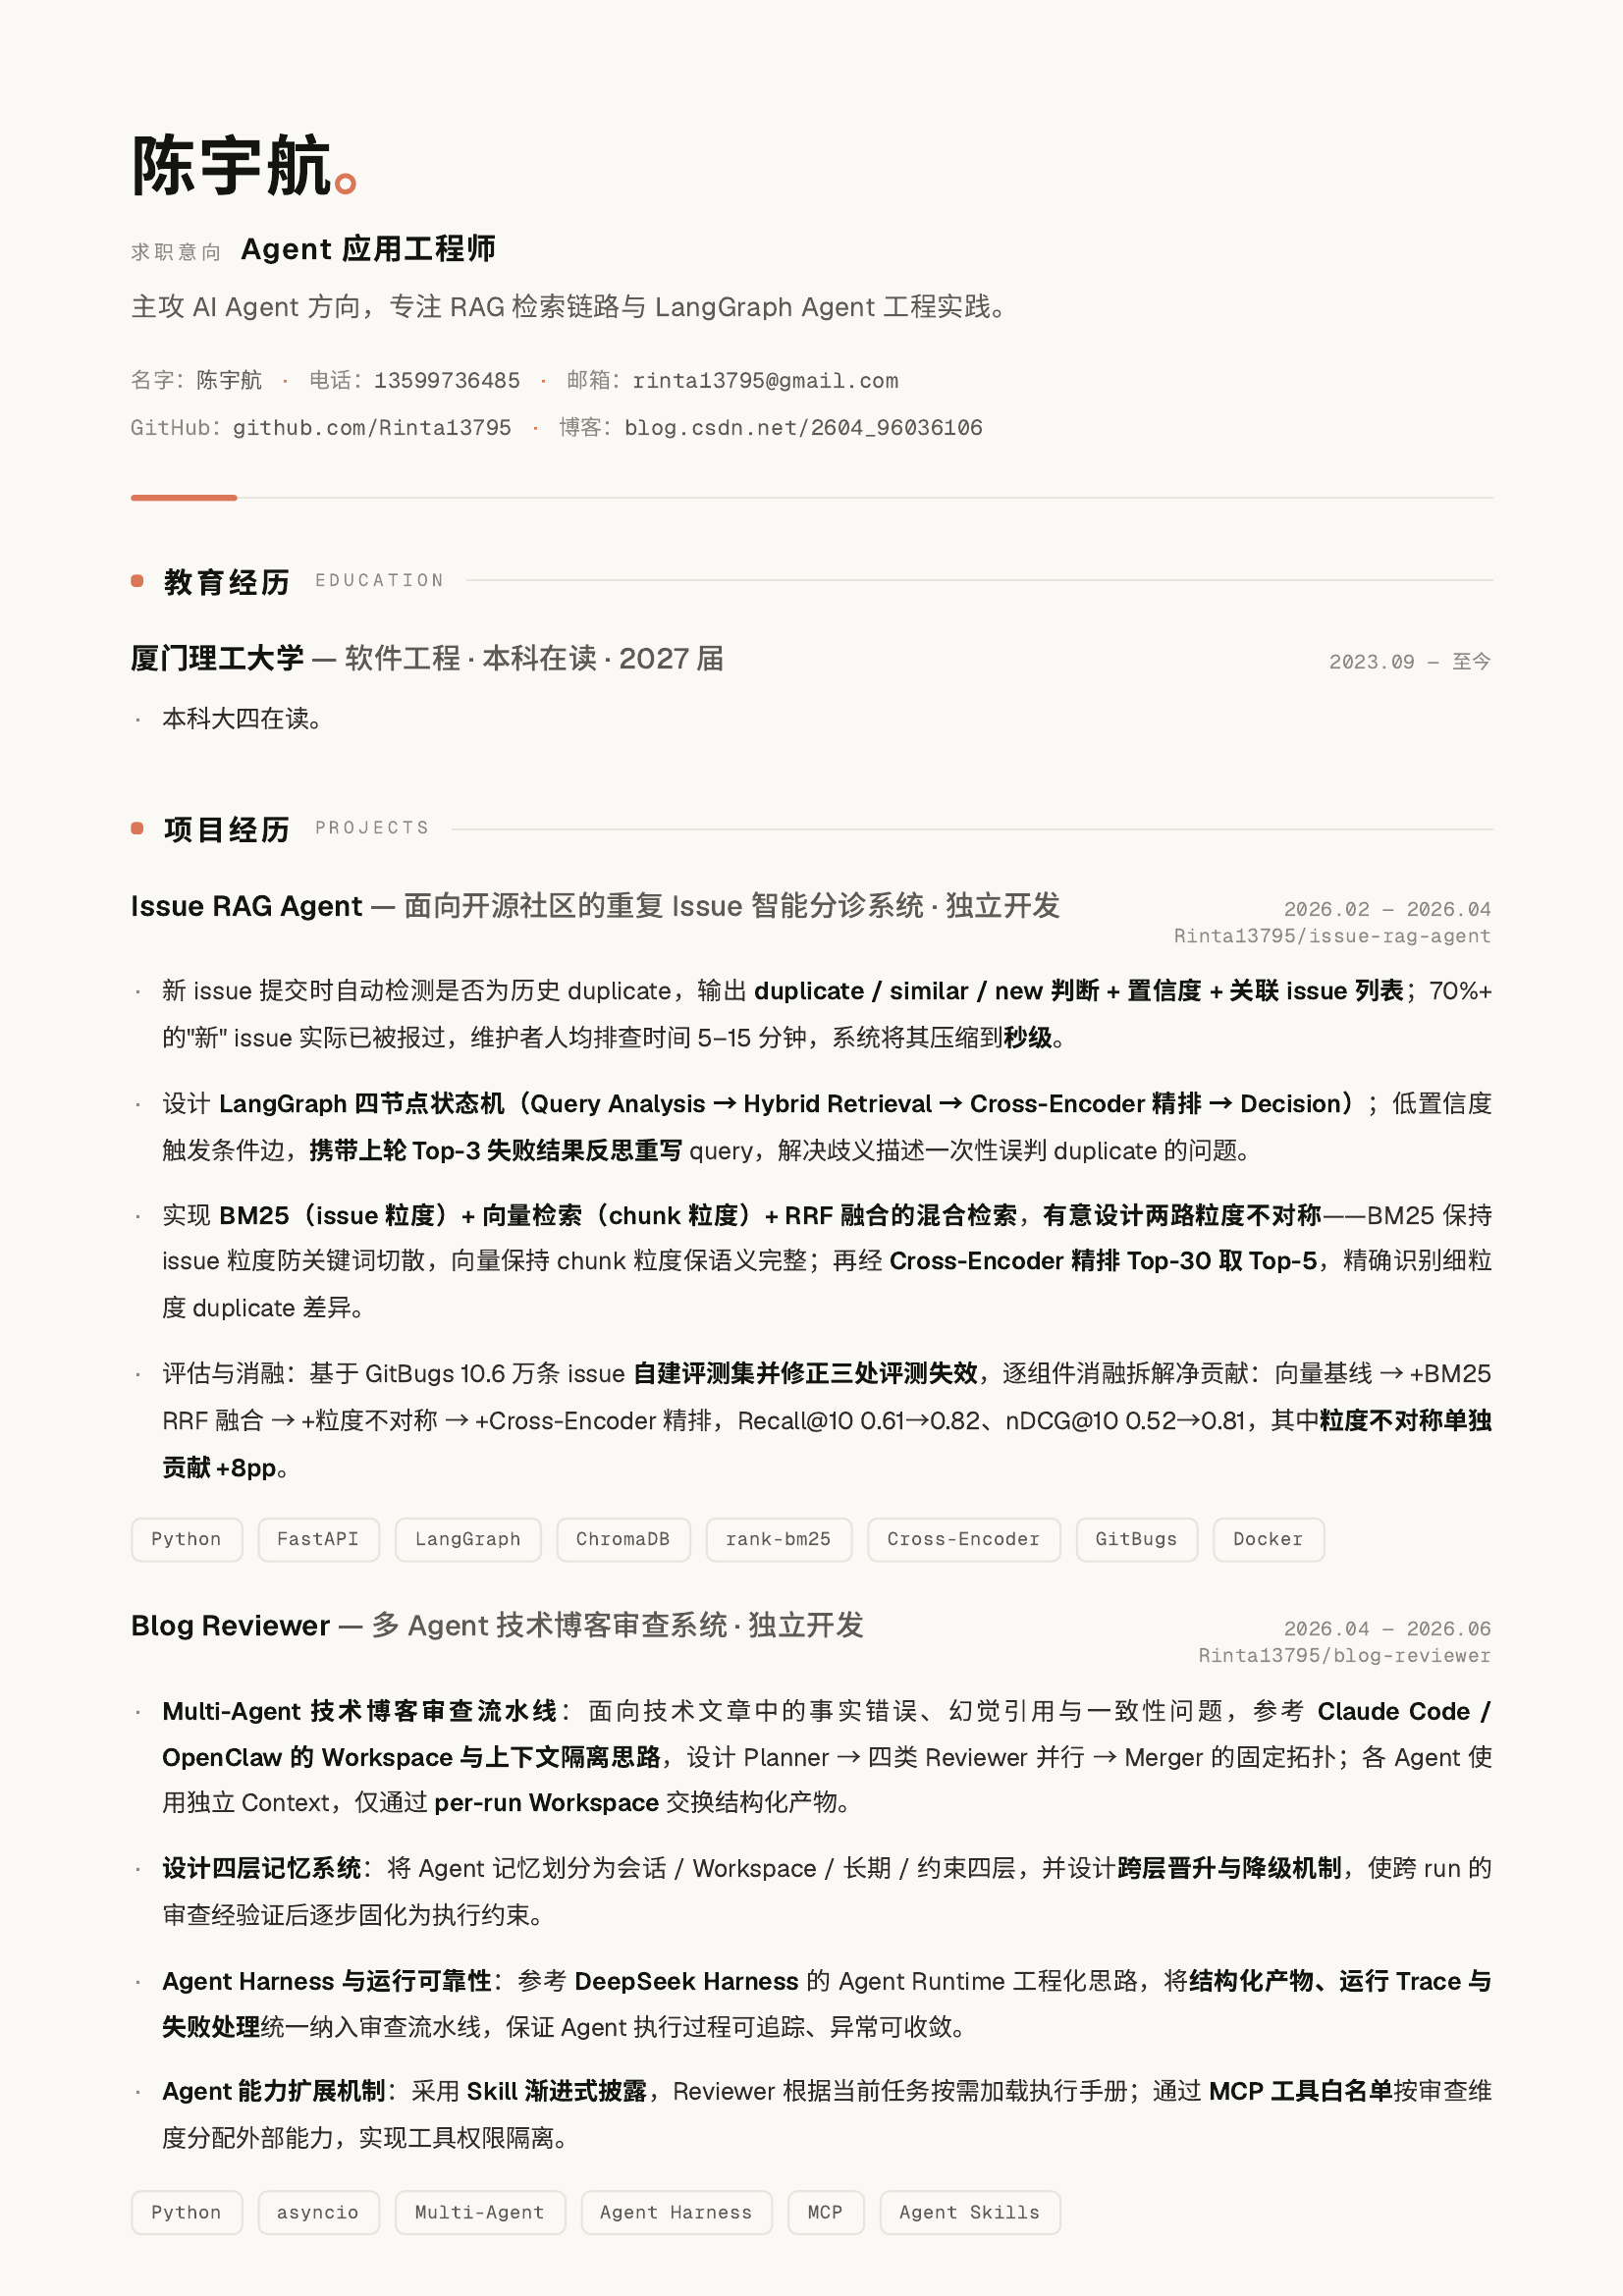 陈宇航。
求职意向 Agent 应用工程师
主攻 AI Agent 方向，专注 RAG 检索链路与 LangGraph Agent 工程实践。
名字：陈宇航 · 电话：13599736485 · 邮箱：rinta13795@gmail.com
GitHub：github.com/Rinta13795 · 博客：blog.csdn.net/2604_96036106
教育经历 EDUCATION
厦门理工大学 — 软件工程 · 本科在读 · 2027 届 2023.09 — 至今
· 本科大四在读。
项目经历 PROJECTS
Issue RAG Agent — 面向开源社区的重复 Issue 智能分诊系统 · 独立开发 2026.02 — 2026.04
Rinta13795/issue-rag-agent
· 新 issue 提交时自动检测是否为历史 duplicate，输出 duplicate / similar / new 判断 + 置信度 + 关联 issue 列表；70%+
的"新" issue 实际已被报过，维护者人均排查时间 5–15 分钟，系统将其压缩到秒级。
· 设计 LangGraph 四节点状态机（Query Analysis → Hybrid Retrieval → Cross-Encoder 精排 → Decision）；低置信度
触发条件边，携带上轮 Top-3 失败结果反思重写 query，解决歧义描述一次性误判 duplicate 的问题。
· 实现 BM25（issue 粒度）+ 向量检索（chunk 粒度）+ RRF 融合的混合检索，有意设计两路粒度不对称——BM25 保持
issue 粒度防关键词切散，向量保持 chunk 粒度保语义完整；再经 Cross-Encoder 精排 Top-30 取 Top-5，精确识别细粒
度 duplicate 差异。
· 评估与消融：基于 GitBugs 10.6 万条 issue 自建评测集并修正三处评测失效，逐组件消融拆解净贡献：向量基线 → +BM25
RRF 融合 → +粒度不对称 → +Cross-Encoder 精排，Recall@10 0.61→0.82、nDCG@10 0.52→0.81，其中粒度不对称单独
贡献 +8pp。
Python FastAPI LangGraph ChromaDB rank-bm25 Cross-Encoder GitBugs Docker
Blog Reviewer — 多 Agent 技术博客审查系统 · 独立开发 2026.04 — 2026.06
Rinta13795/blog-reviewer
· Multi-Agent 技术博客审查流水线：面向技术文章中的事实错误、幻觉引用与一致性问题，参考 Claude Code /
OpenClaw 的 Workspace 与上下文隔离思路，设计 Planner → 四类 Reviewer 并行 → Merger 的固定拓扑；各 Agent 使
用独立 Context，仅通过 per-run Workspace 交换结构化产物。
· 设计四层记忆系统：将 Agent 记忆划分为会话 / Workspace / 长期 / 约束四层，并设计跨层晋升与降级机制，使跨 run 的
审查经验证后逐步固化为执行约束。
· Agent Harness 与运行可靠性：参考 DeepSeek Harness 的 Agent Runtime 工程化思路，将结构化产物、运行 Trace 与
失败处理统一纳入审查流水线，保证 Agent 执行过程可追踪、异常可收敛。
· Agent 能力扩展机制：采用 Skill 渐进式披露，Reviewer 根据当前任务按需加载执行手册；通过 MCP 工具白名单按审查维
度分配外部能力，实现工具权限隔离。
Python asyncio Multi-Agent Agent Harness MCP Agent Skills